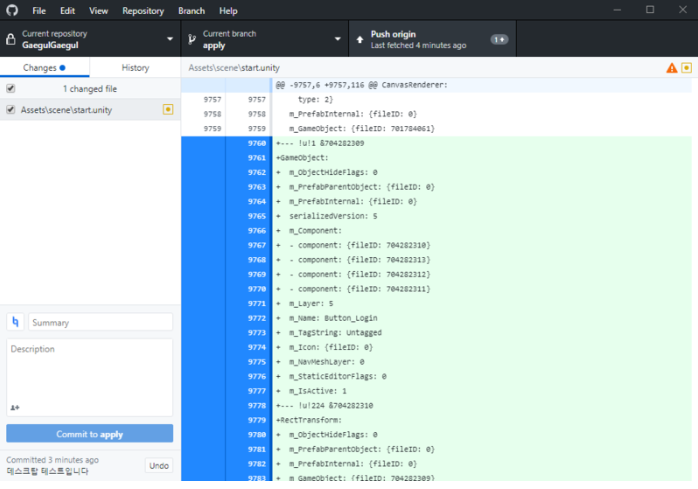 File Edit View Repository Branch Help
Current repository
GaegulGaegul
Current branch
apply
Push origin
Last fetched 4 minutes ago
1
Changes
History
Assets\scene\start.unity
1 changed file
Assets\scene\start.unity
@@ -9757,6 +9757,116 @@ CanvasRenderer:
9757 9757 type: 2}
9758 9758 m_PrefabInternal: {fileID: 0}
9759 9759 m_GameObject: {fileID: 701784061}
9760 +--- !u!1 &704282309
9761 +GameObject:
9762 + m_ObjectHideFlags: 0
9763 + m_PrefabParentObject: {fileID: 0}
9764 + m_PrefabInternal: {fileID: 0}
9765 + serializedVersion: 5
9766 + m_Component:
9767 + - component: {fileID: 704282310}
9768 + - component: {fileID: 704282313}
9769 + - component: {fileID: 704282312}
9770 + - component: {fileID: 704282311}
9771 + m_Layer: 5
9772 + m_Name: Button_Login
9773 + m_TagString: Untagged
9774 + m_Icon: {fileID: 0}
9775 + m_NavMeshLayer: 0
9776 + m_StaticEditorFlags: 0
9777 + m_IsActive: 1
9778 +--- !u!224 &704282310
9779 +RectTransform:
9780 + m_ObjectHideFlags: 0
9781 + m_PrefabParentObject: {fileID: 0}
9782 + m_PrefabInternal: {fileID: 0}
9783 + m_GameObject: {fileID: 704282309}
Summary
Description
Commit to apply
Committed 3 minutes ago
데스크탑 테스트입니다
Undo